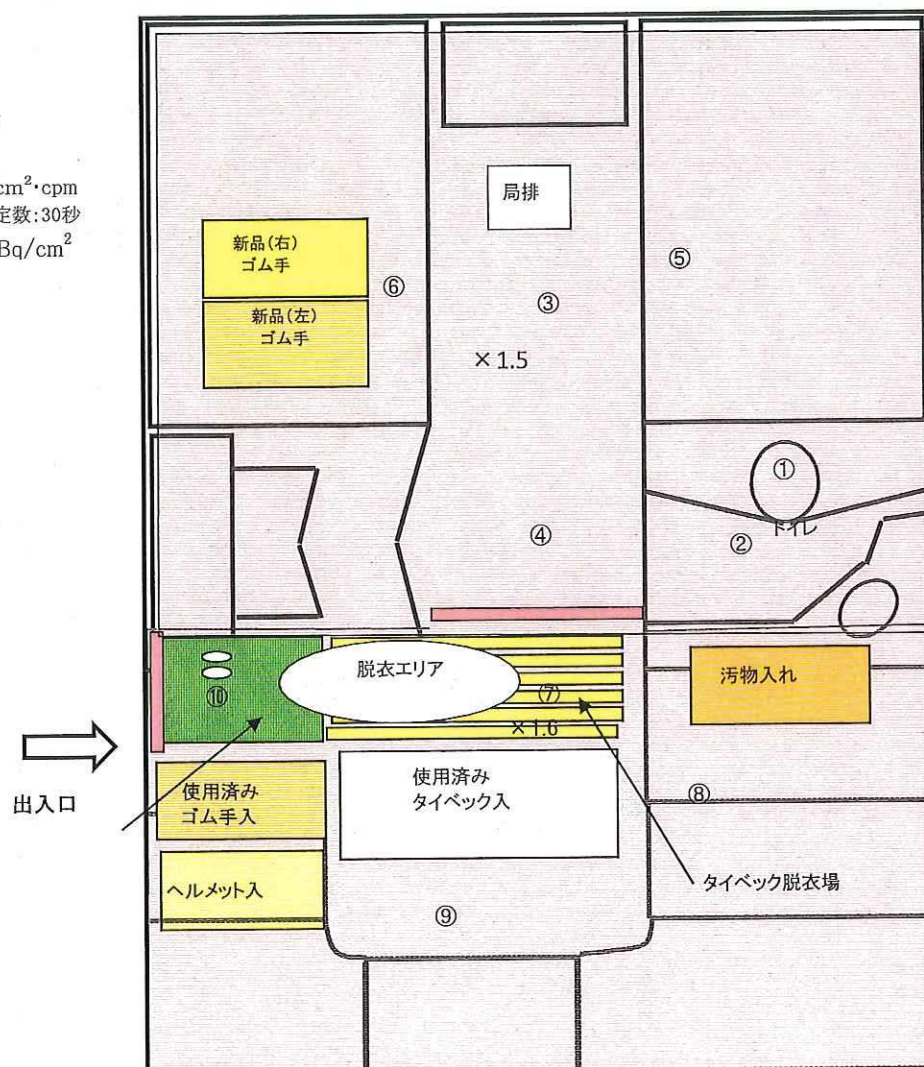 cm²･cpm
定数:30秒
Bq/cm²
局排
新品(右)
ゴム手
新品(左)
ゴム手
⑥
③
⑤
×1.5
①
④
②
トイレ
脱衣エリア
⑩
⑦
×1.6
汚物入れ
出入口
使用済み
ゴム手入
使用済み
タイベック入
⑧
ヘルメット入
タイベック脱衣場
⑨